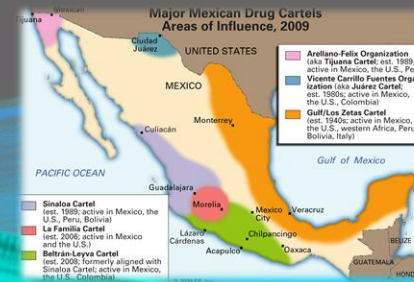 Major Mexican Drug Cartels
Areas of Influence, 2009
Tijuana
Ciudad
Juárez
UNITED STATES
Arellano-Felix Organization
(aka Tijuana Cartel; est. 1989;
active in Mexico, the U.S., Peru
Vicente Carrillo Fuentes
(aka Juárez Cartel;
est. 1980s; active in Mexico,
the U.S., Colombia)
Gulf/Los Zetas Cartel
(est. 1940s; active in Mexico,
the U.S., western Africa, Peru,
Bolivia, Italy)
MEXICO
Monterrey
Culiacán
PACIFIC OCEAN
Gulf of Mexico
Guadalajara
Morelia
Mexico
City
Veracruz
Lázaro
Cárdenas
Chilpancingo
Acapulco
Oaxaca
BELIZE
GUATEMALA
HOND
Sinaloa Cartel
(est. 1989; active in Mexico, the
U.S., Peru, Bolivia)
La Familia Cartel
(est. 2006; active in Mexico
and the U.S.)
Beltrán-Leyva Cartel
(est. 2008; formerly aligned with
Sinaloa Cartel; active in Mexico,
the U.S., Colombia)